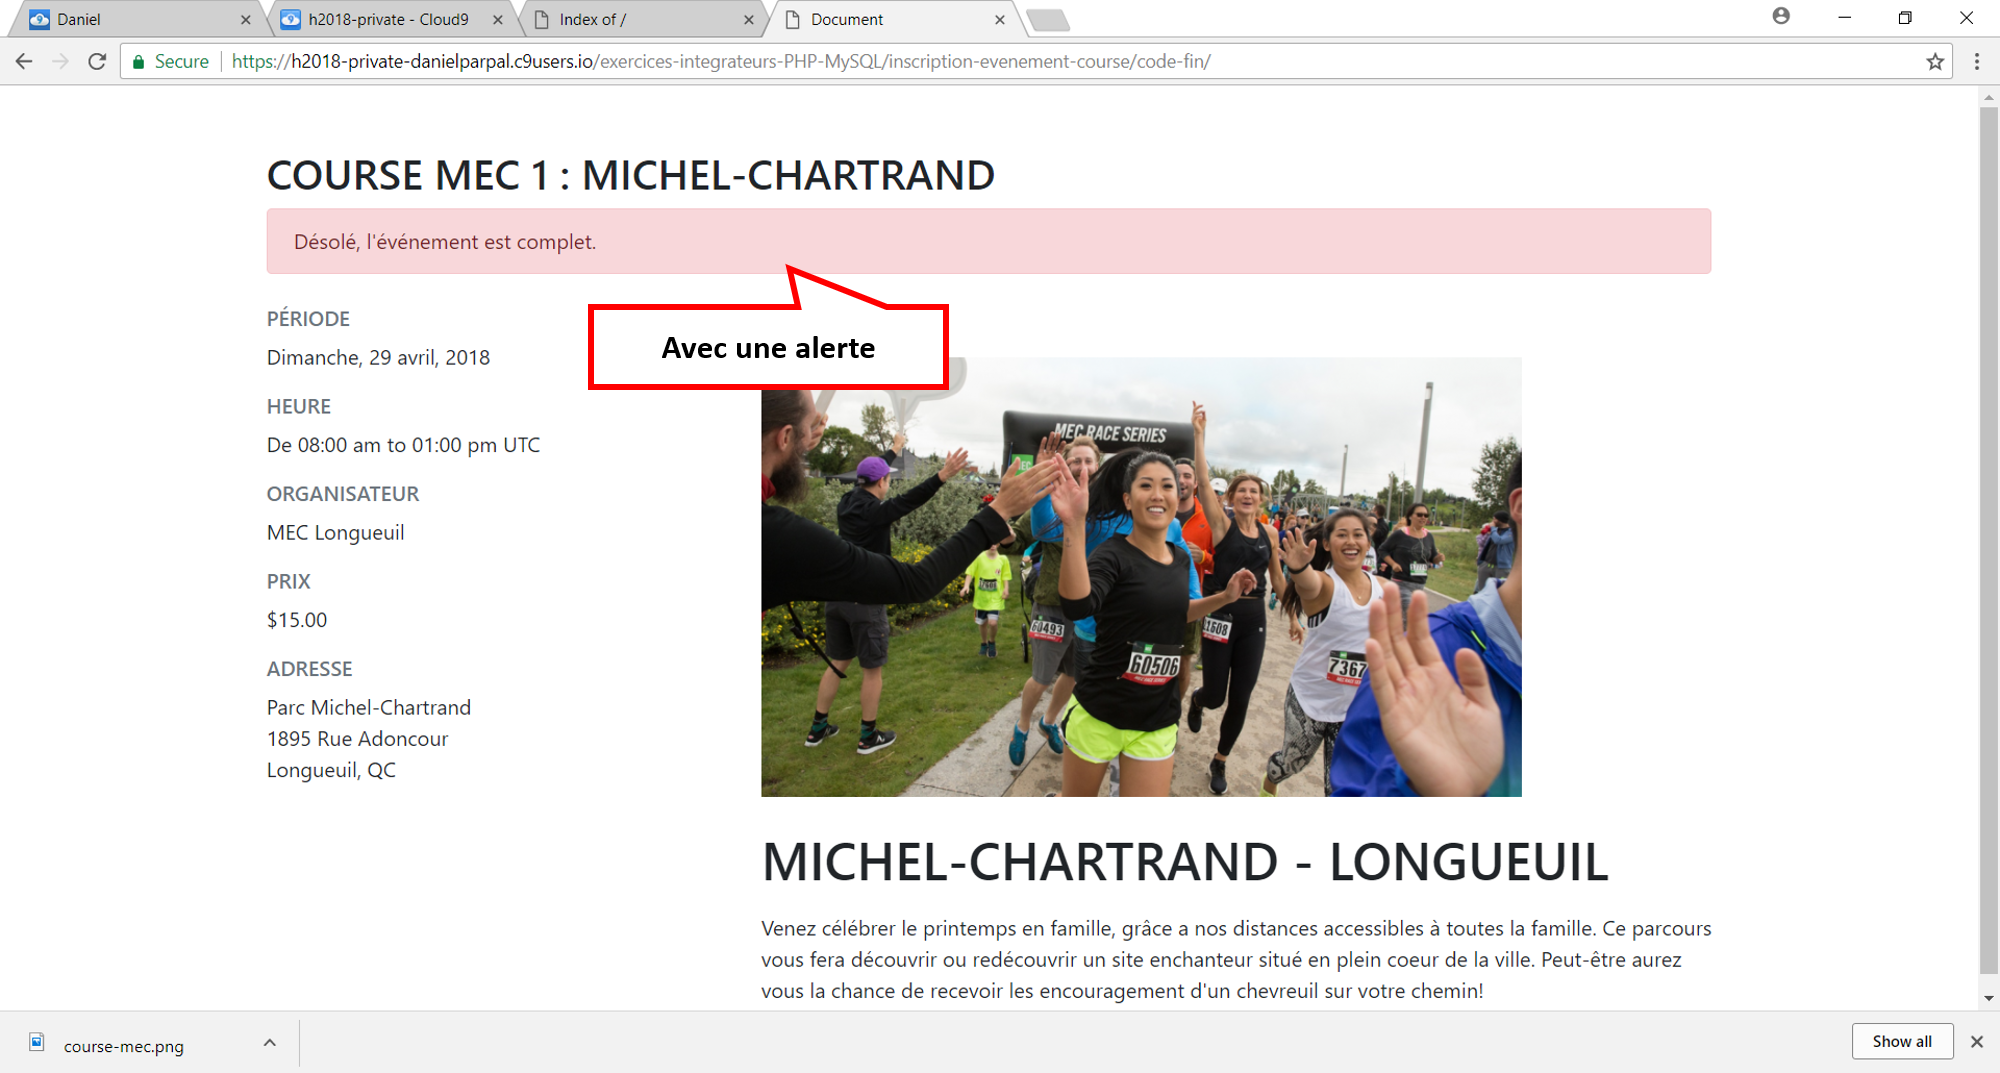 Daniel
h2018-private - Cloud9
Index of /
Document
Secure
https://h2018-private-danielparpal.c9users.io/exercices-integrateurs-PHP-MySQL/inscription-evenement-course/code-fin/
COURSE MEC 1 : MICHEL-CHARTRAND
Désolé, l'événement est complet.
Avec une alerte
PÉRIODE
Dimanche, 29 avril, 2018
HEURE
De 08:00 am to 01:00 pm UTC
ORGANISATEUR
MEC Longueuil
PRIX
$15.00
ADRESSE
Parc Michel-Chartrand
1895 Rue Adoncour
Longueuil, QC
MEC RACE SERIES
60493
60506
11608
7367
MICHEL-CHARTRAND - LONGUEUIL
Venez célébrer le printemps en famille, grâce a nos distances accessibles à toutes la famille. Ce parcours
vous fera découvrir ou redécouvrir un site enchanteur situé en plein coeur de la ville. Peut-être aurez
vous la chance de recevoir les encouragement d'un chevreuil sur votre chemin!
course-mec.png
Show all